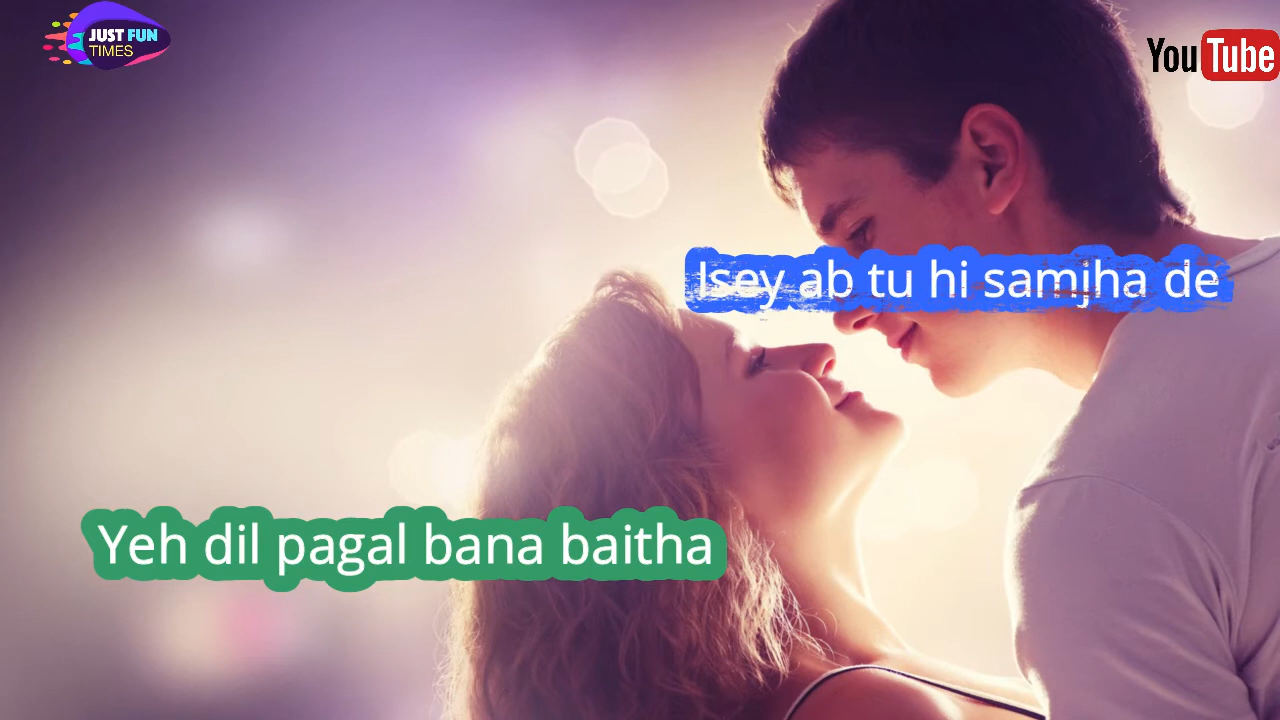 JUST FUN
TIMES
YouTube
Isey ab tu hi samjha de
Yeh dil pagal bana baitha